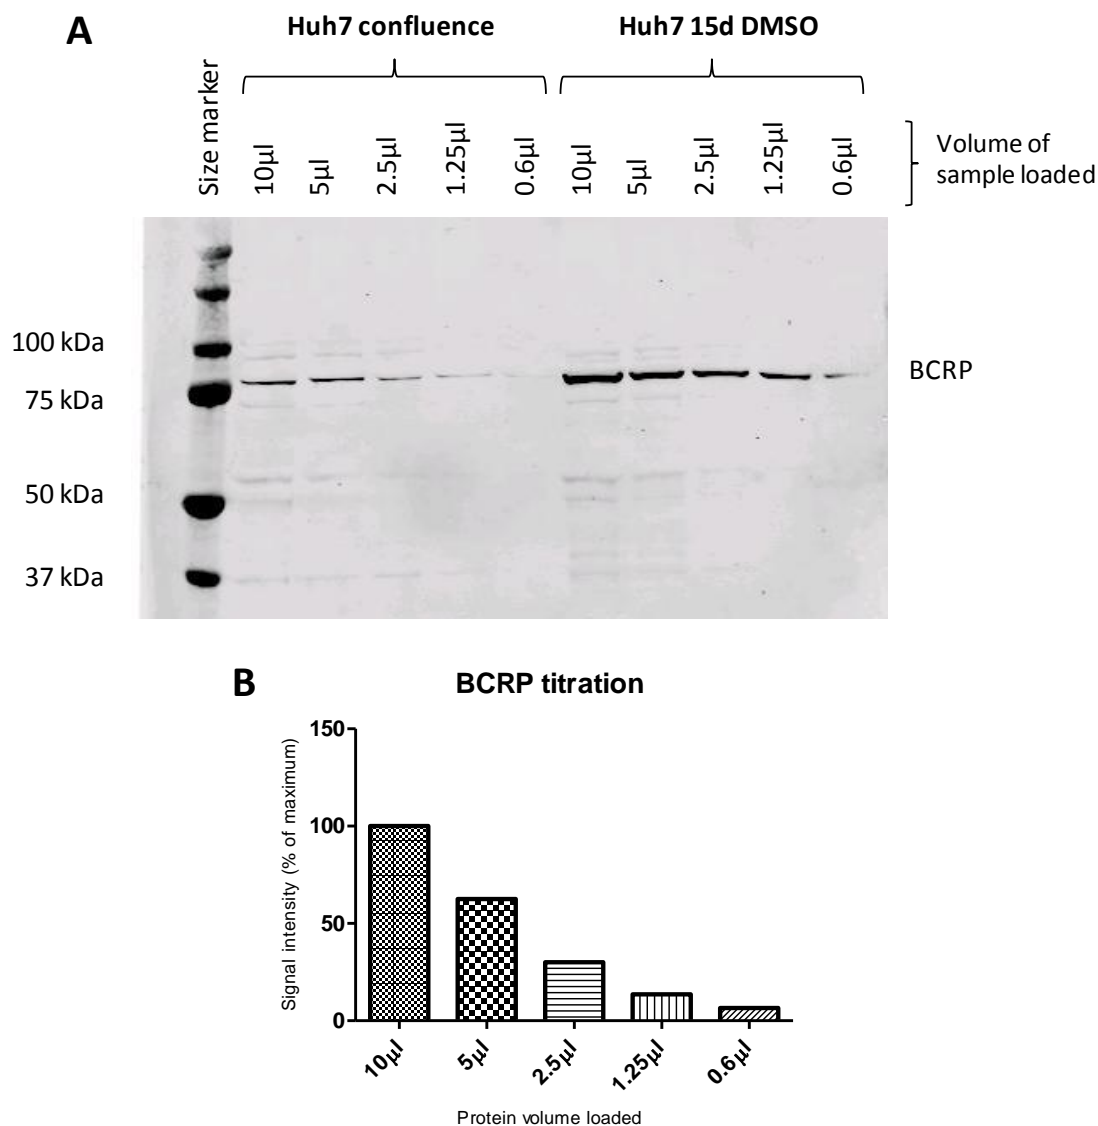 A
Huh7 confluence
Huh7 15d DMSO
Size marker
10µl
5µl
2.5µl
1.25µl
0.6µl
10µl
5µl
2.5µl
1.25µl
0.6µl
Volume of
sample loaded
100 kDa
75 kDa
50 kDa
37 kDa
BCRP
B
BCRP titration
Signal intensity (% of maximum)
150
100
50
0
10µl
5µl
2.5µl
1.25µl
0.6µl
Protein volume loaded